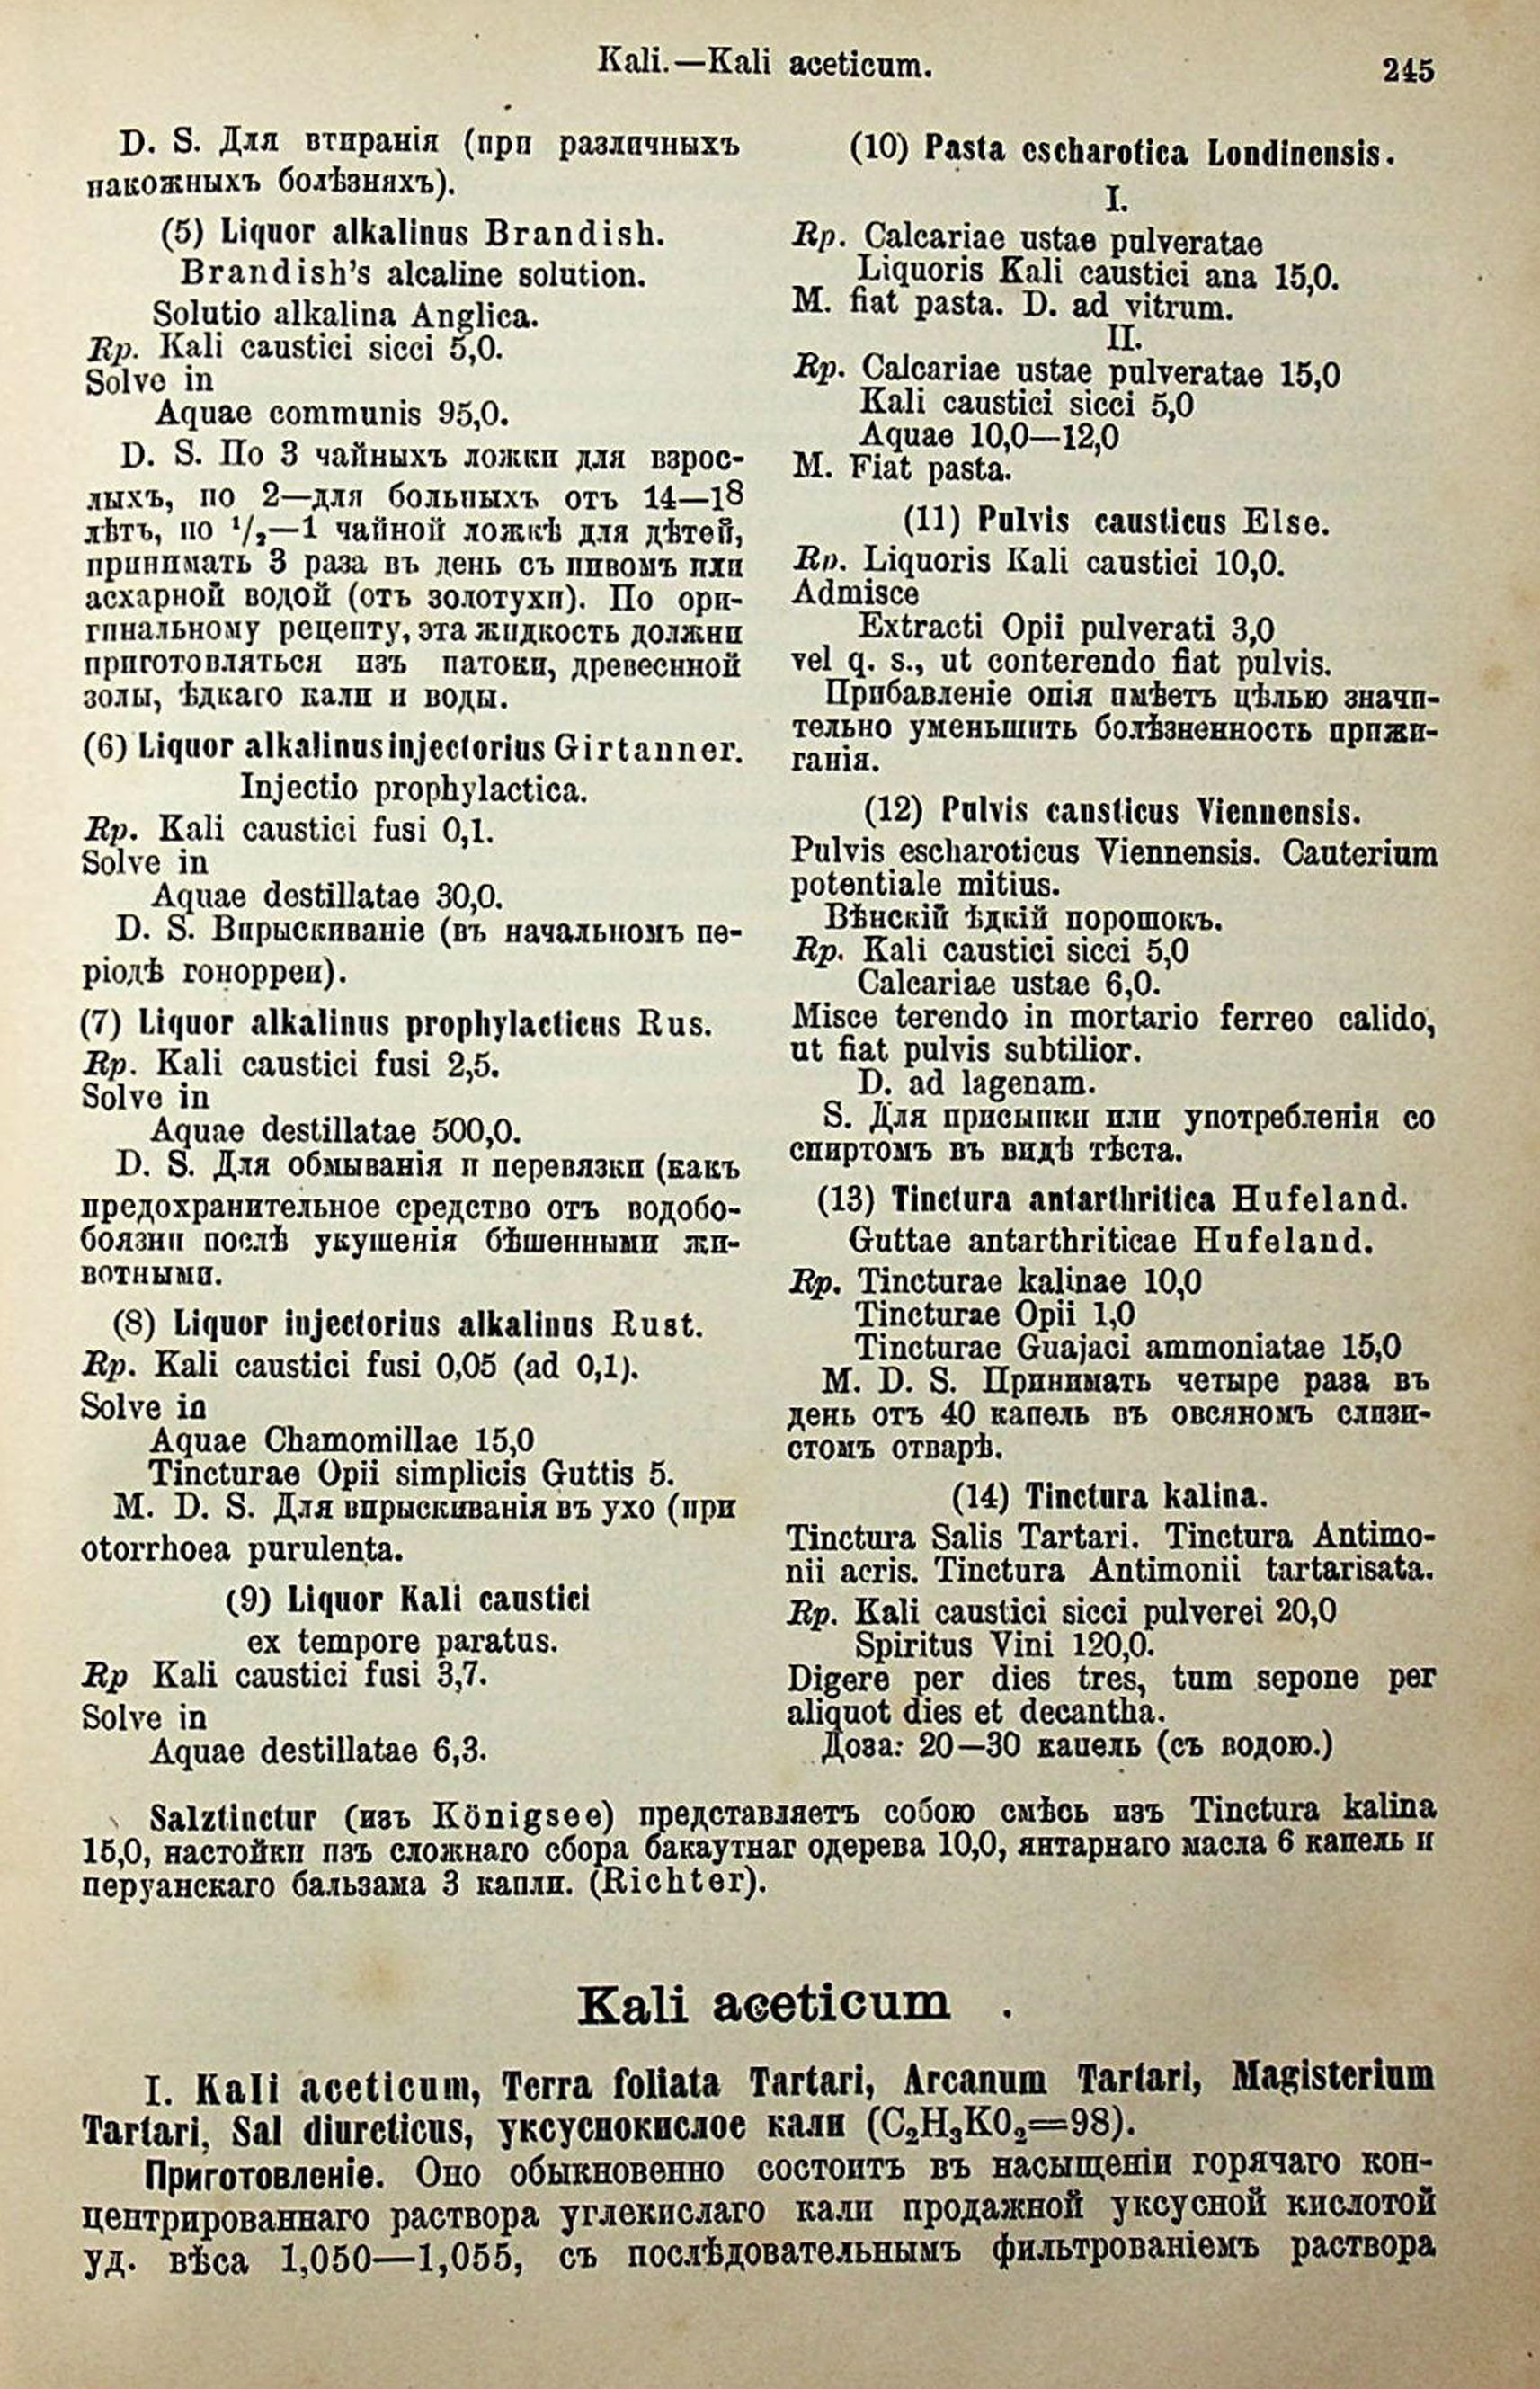 Kali.—Kali aceticum.
245
D. S. Для втиранія (при различныхъ
накожныхъ болѣзняхъ).
(5) Liquor alkalinus Brandish.
Brandish's alcaline solution.
Solutio alkalina Anglica.
Rp. Kali caustici sicci 5,0.
Solve in
Aquae communis 95,0.
D. S. По 3 чайныхъ ложки для взрос-
лыхъ, по 2—для больныхъ отъ 14—18
лѣтъ, по 1/2—1 чайной ложкѣ для дѣтей,
принимать 3 раза въ день съ пивомъ или
асхарной водой (отъ золотухи). По ори-
гинальному рецепту, эта жидкость должни
приготовляться изъ патоки, древеснной
золы, ѣдкаго кали и воды.
(6) Liquor alkalinus injectorius Girtanner.
Injectio prophylactica.
Rp. Kali caustici fusi 0,1.
Solve in
Aquae destillatae 30,0.
D. S. Впрыскиваніе (въ начальномъ пе-
ріодѣ гонорреи).
(7) Liquor alkalinus prophylacticus Rus.
Rp. Kali caustici fusi 2,5.
Solve in
Aquae destillatae 500,0.
D. S. Для обмыванія и перевязки (какъ
предохранительное средство отъ водобо-
боязни послѣ укушенія бѣшенными жи-
вотными.
(8) Liquor injectorius alkalinus Rust.
Rp. Kali caustici fusi 0,05 (ad 0,1).
Solve in
Aquae Chamomillae 15,0
Tincturae Opii simplicis Guttis 5.
M. D. S. Для впрыскиванія въ ухо (при
otorrhoea purulenta.
(9) Liquor Kali caustici
ex tempore paratus.
Rp Kali caustici fusi 3,7.
Solve in
Aquae destillatae 6,3.
(10) Pasta escharotica Londinensis.
I.
Rp. Calcariae ustae pulveratae
Liquoris Kali caustici ana 15,0.
M. fiat pasta. D. ad vitrum.
II.
Rp. Calcariae ustae pulveratae 15,0
Kali caustici sicci 5,0
Aquae 10,0—12,0
M. Fiat pasta.
(11) Pulvis causticus Else.
Rp. Liquoris Kali caustici 10,0.
Admisce
Extracti Opii pulverati 3,0
vel q. s., ut conterendo fiat pulvis.
Прибавленіе опія имѣетъ цѣлью значи-
тельно уменьшить болѣзненность прижи-
ганія.
(12) Pulvis causticus Viennensis.
Pulvis escharoticus Viennensis. Cauterium
potentiale mitius.
Вѣнскій ѣдкій порошокъ.
Rp. Kali caustici sicci 5,0
Calcariae ustae 6,0.
Misce terendo in mortario ferreo calido,
ut fiat pulvis subtilior.
D. ad lagenam.
S. Для присыпки или употребленія со
спиртомъ въ видѣ тѣста.
(13) Tinctura antarthritica Hufeland.
Guttae antarthriticae Hufeland.
Rp. Tincturae kalinae 10,0
Tincturae Opii 1,0
Tincturae Guajaci ammoniatae 15,0
M. D. S. Принимать четыре раза въ
день отъ 40 капель въ овсяномъ слизи-
стомъ отварѣ.
(14) Tinctura kalina.
Tinctura Salis Tartari. Tinctura Antimo-
nii acris. Tinctura Antimonii tartarisata.
Rp. Kali caustici sicci pulverei 20,0
Spiritus Vini 120,0.
Digere per dies tres, tum sepone per
aliquot dies et decantha.
Доза: 20—30 капель (съ водою.)
Salztinctur (изъ Königsee) представляетъ собою смѣсь изъ Tinctura kalina
15,0, настойки изъ сложнаго сбора бакаутнаг одерева 10,0, янтарнаго масла 6 капель и
перуанскаго бальзама 3 капли. (Richter).
Kali aceticum .
I. Kali aceticum, Terra foliata Tartari, Arcanum Tartari, Magisterium
Tartari, Sal diureticus, уксуснокислое кали (C₂H₃KO₂=98).
Приготовленіе. Оно обыкновенно состоитъ въ насыщеніи горячаго кон-
центрированнаго раствора углекислаго кали продажной уксусной кислотой
уд. вѣса 1,050—1,055, съ послѣдовательнымъ фильтрованіемъ раствора